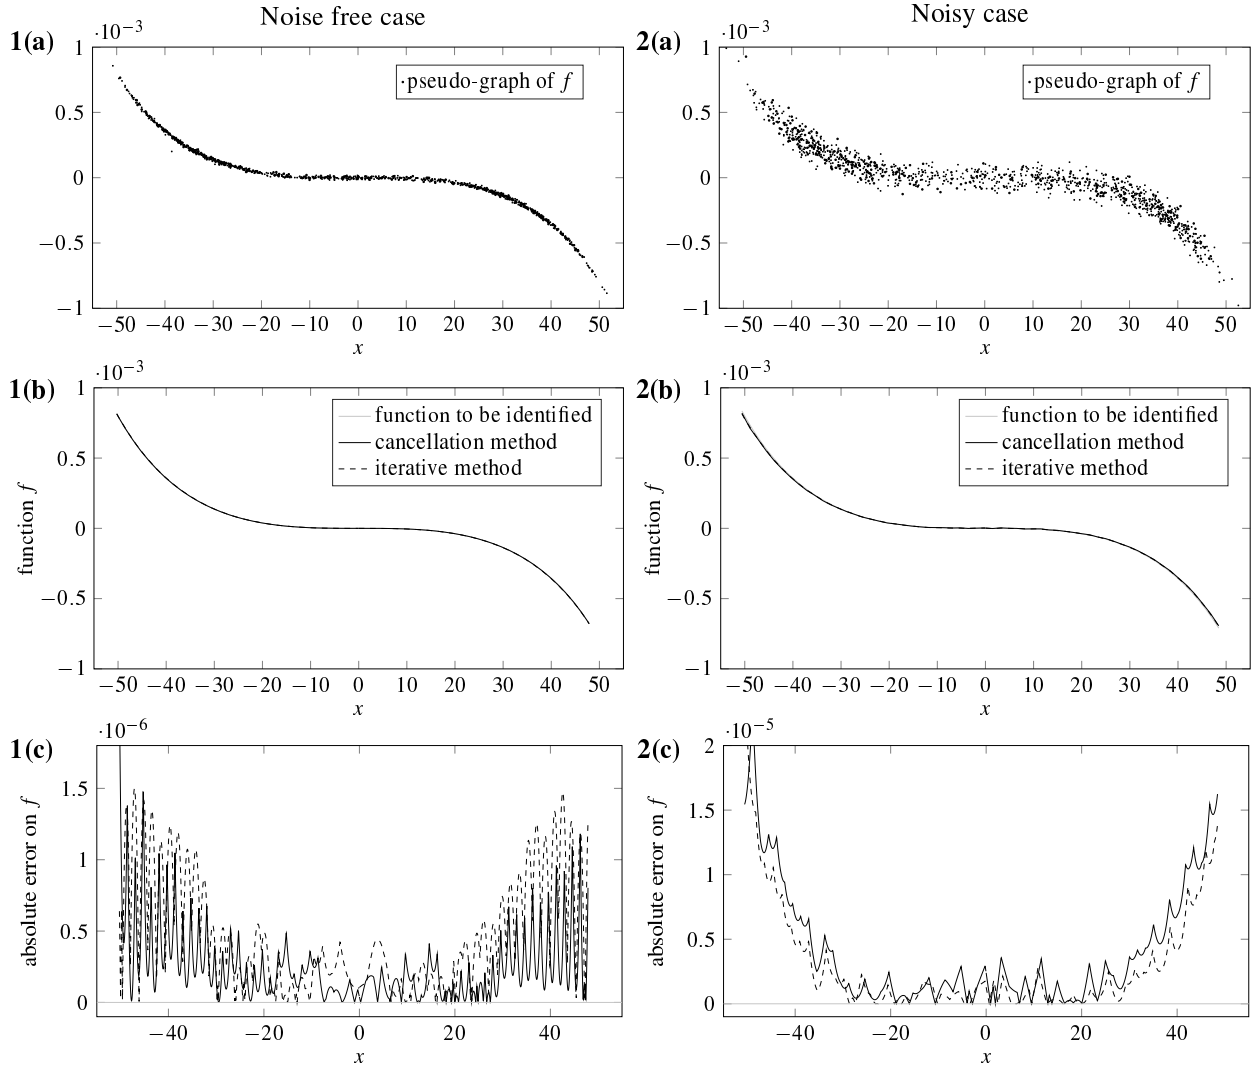 Noise free case
1(a)
·10−3
1
0.5
0
−0.5
−1
pseudo-graph of f
−50 −40 −30 −20 −10 0 10 20 30 40 50
x
Noisy case
2(a)
·10−3
1
0.5
0
−0.5
−1
pseudo-graph of f
−50 −40 −30 −20 −10 0 10 20 30 40 50
x
1(b)
·10−3
1
0.5
0
−0.5
−1
function f
function to be identified
cancellation method
iterative method
−50 −40 −30 −20 −10 0 10 20 30 40 50
x
2(b)
·10−3
1
0.5
0
−0.5
−1
function f
function to be identified
cancellation method
iterative method
−50 −40 −30 −20 −10 0 10 20 30 40 50
x
1(c)
·10−6
1.5
1
0.5
0
absolute error on f
−40 −20 0 20 40
x
2(c)
·10−5
2
1.5
1
0.5
0
absolute error on f
−40 −20 0 20 40
x